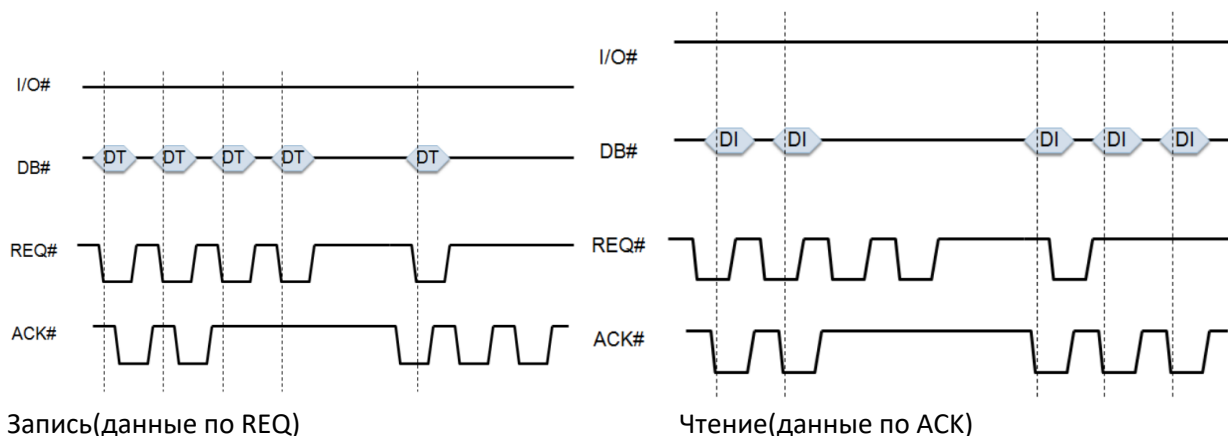 I/O#
DB#
DT DT DT DT DT
REQ#
ACK#
Запись(данные по REQ)
I/O#
DB#
DI DI DI DI DI
REQ#
ACK#
Чтение(данные по ACK)